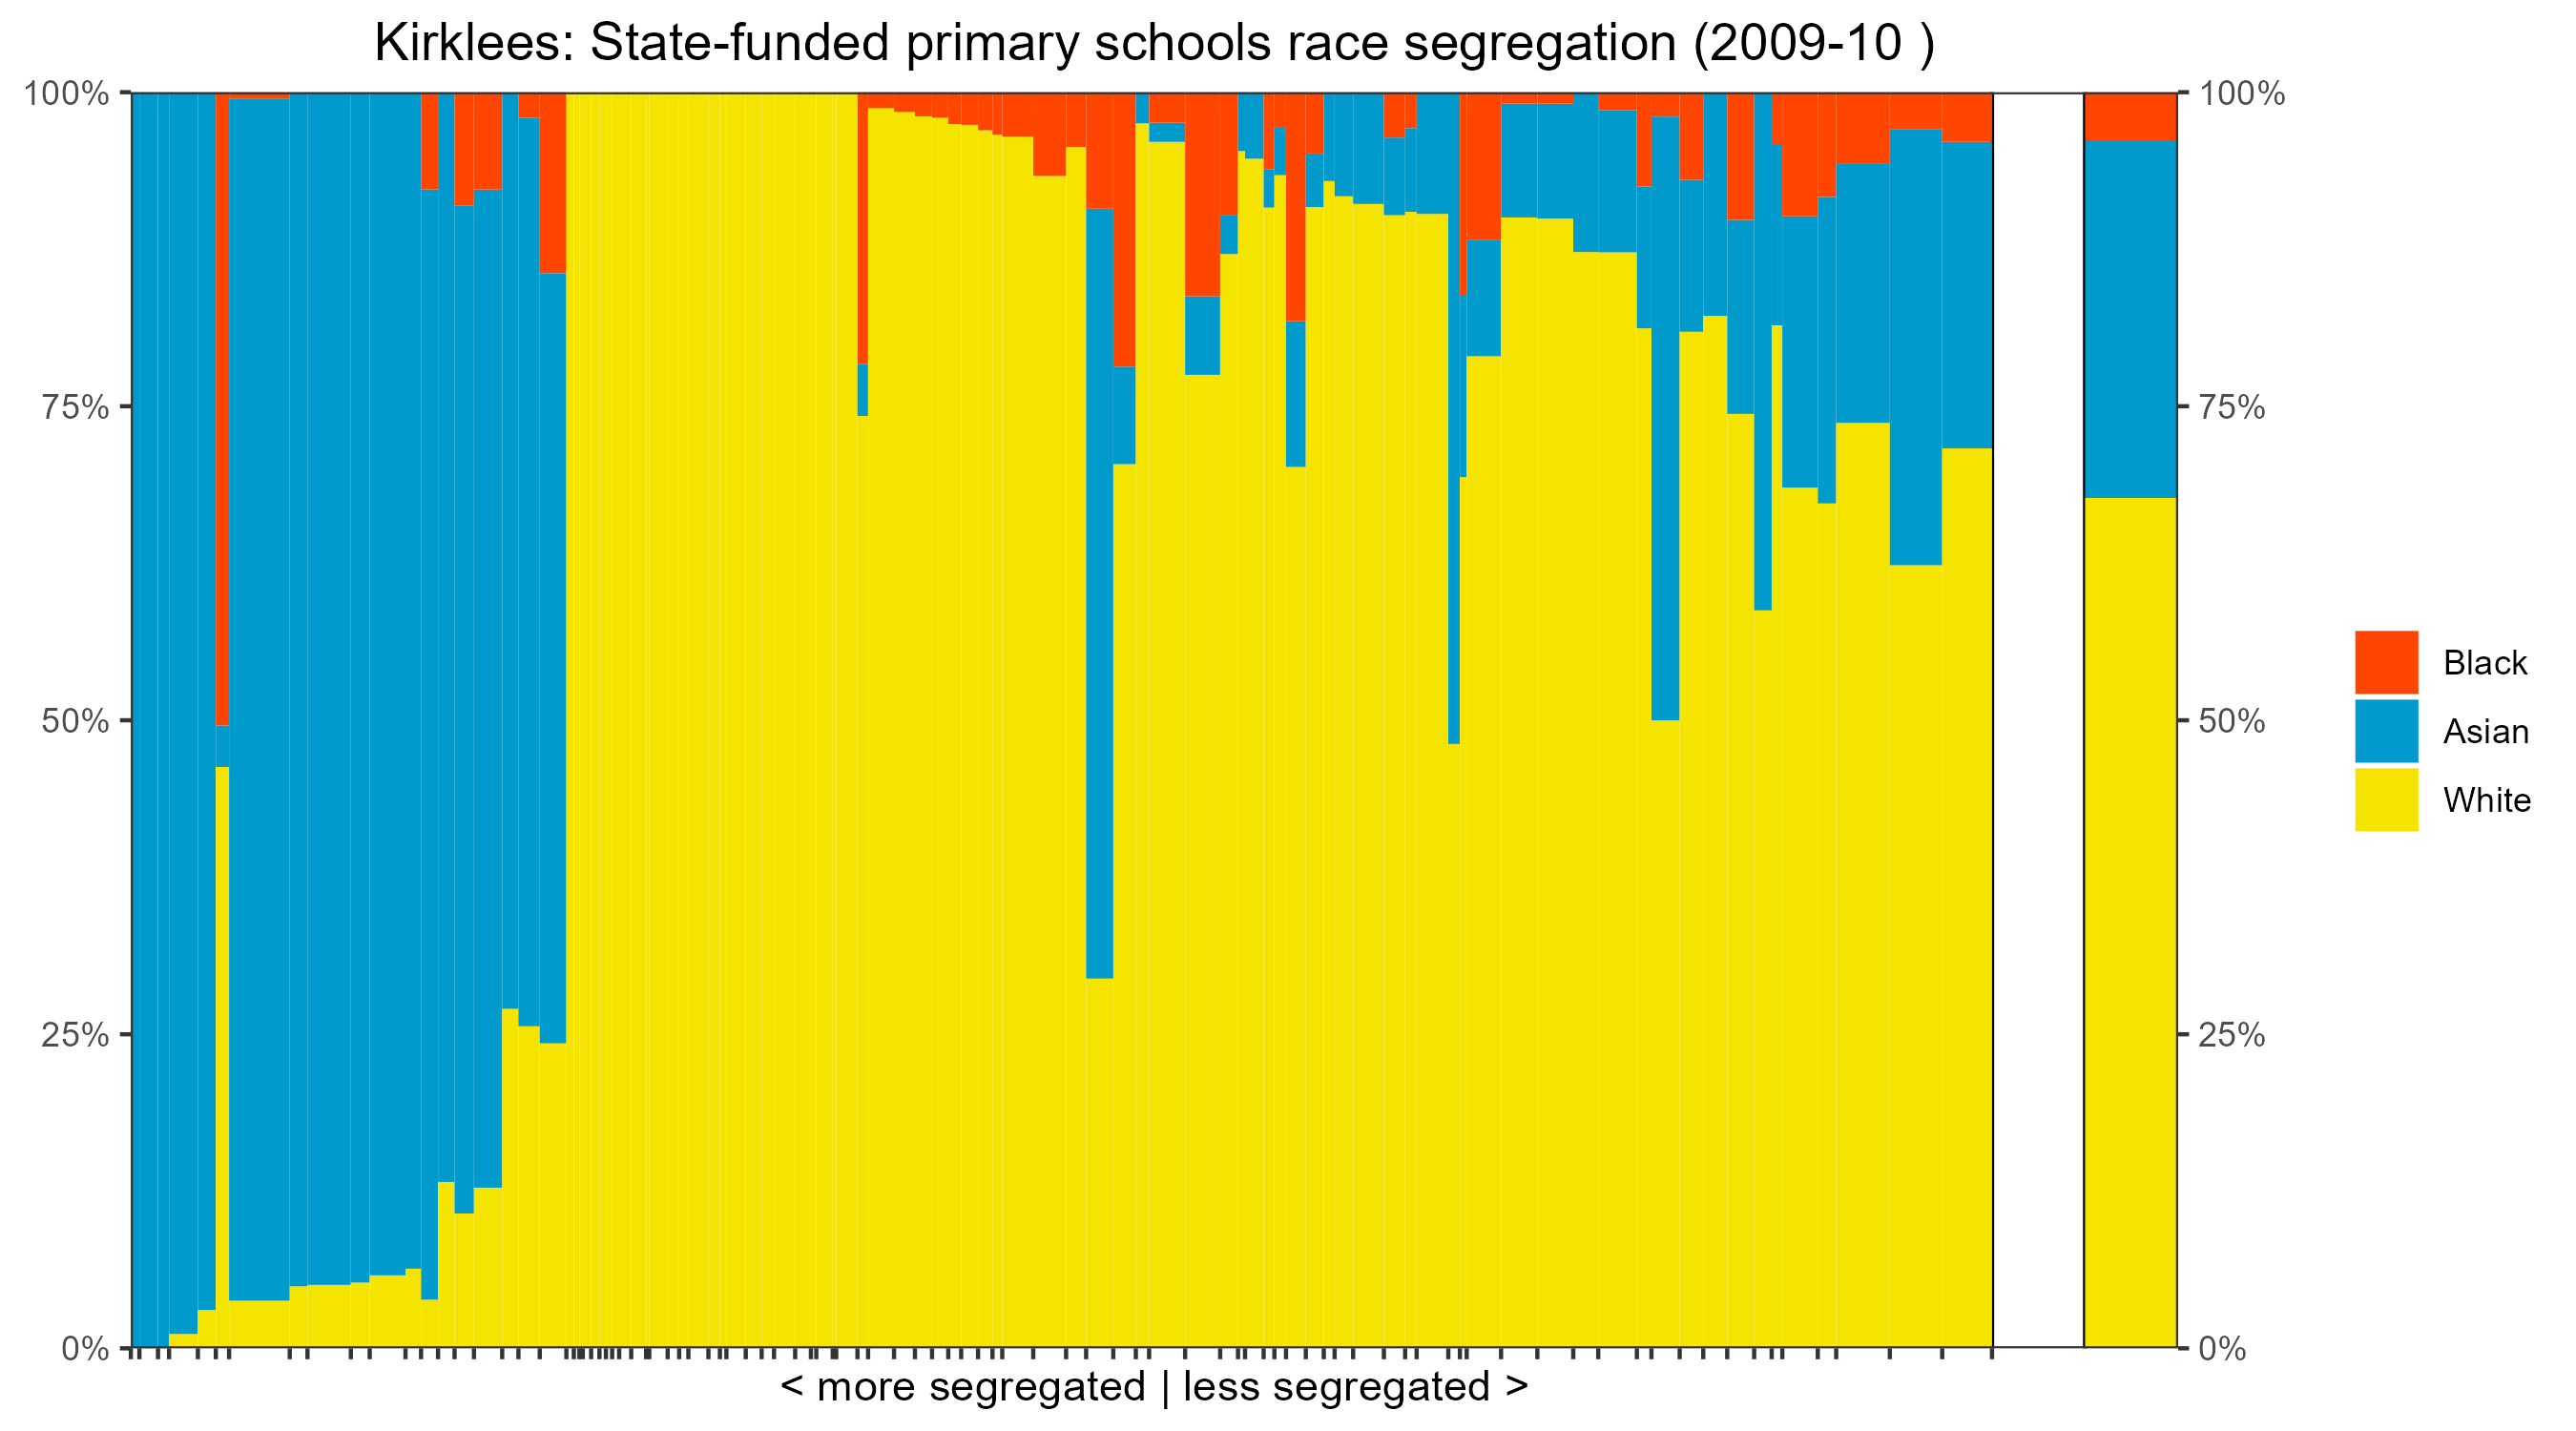 Kirklees: State-funded primary schools race segregation (2009-10 )
100%
75%
50%
25%
0%
100%
75%
50%
25%
0%
Black
Asian
White
< more segregated | less segregated >